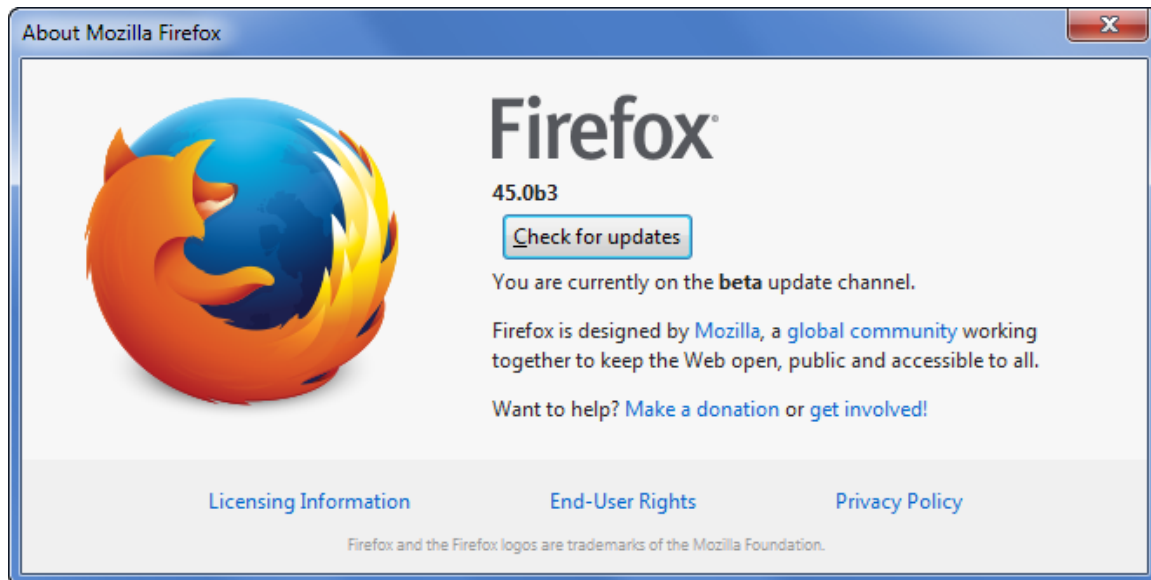 About Mozilla Firefox
Firefox
45.0b3
Check for updates
You are currently on the beta update channel.
Firefox is designed by Mozilla, a global community working
together to keep the Web open, public and accessible to all.
Want to help? Make a donation or get involved!
Licensing Information End-User Rights Privacy Policy
Firefox and the Firefox logos are trademarks of the Mozilla Foundation.